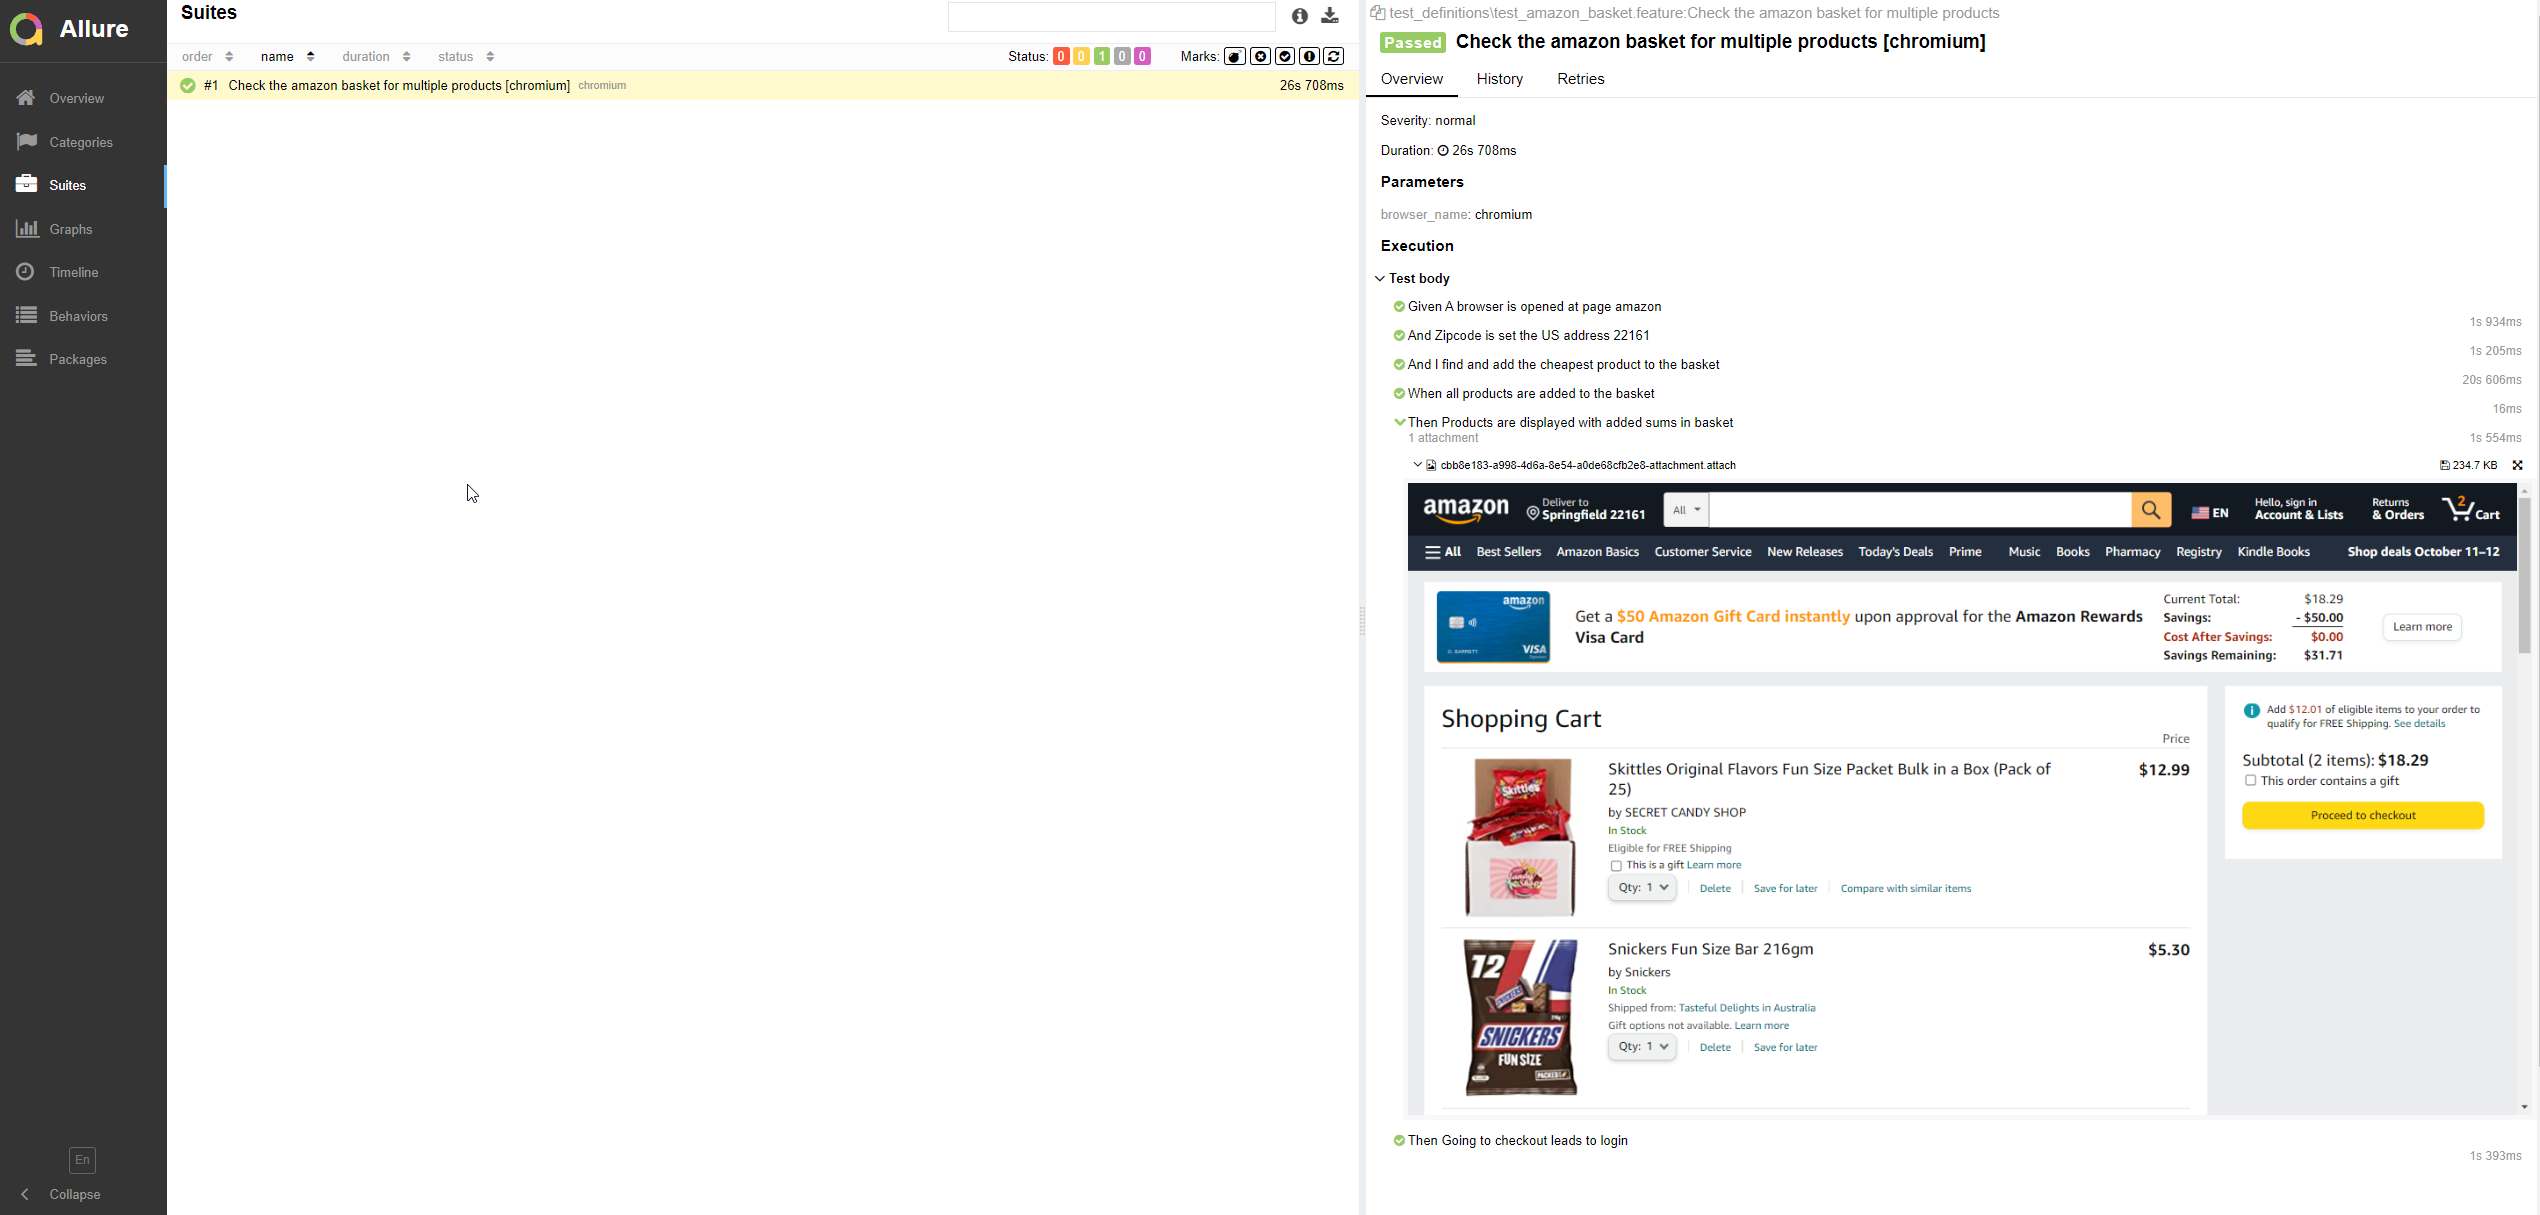 Allure
Overview
Categories
Suites
Graphs
Timeline
Behaviors
Packages
En
Collapse
Suites
order name duration status
Status: 0 0 1 0 0 Marks:
#1 Check the amazon basket for multiple products [chromium] chromium 26s 708ms
test_definitions\test_amazon_basket.feature:Check the amazon basket for multiple products
Passed Check the amazon basket for multiple products [chromium]
Overview History Retries
Severity: normal
Duration: 26s 708ms
Parameters
browser_name: chromium
Execution
Test body
Given A browser is opened at page amazon
1s 934ms
And Zipcode is set the US address 22161
1s 205ms
And I find and add the cheapest product to the basket
20s 606ms
When all products are added to the basket
16ms
Then Products are displayed with added sums in basket
1 attachment
1s 554ms
cbb8e183-a998-4d6a-8e54-a0de68cfb2e8-attachment.attach 234.7 KB
amazon
Deliver to
Springfield 22161
All
EN
Hello, sign in
Account & Lists
Returns
& Orders
2
Cart
All Best Sellers Amazon Basics Customer Service New Releases Today's Deals Prime Music Books Pharmacy Registry Kindle Books Shop deals October 11–12
amazon
VISA
Get a $50 Amazon Gift Card instantly upon approval for the Amazon Rewards
Visa Card
Current Total: $18.29
Savings: - $50.00
Cost After Savings: $0.00
Savings Remaining: $31.71
Learn more
Shopping Cart
Price
Skittles
Skittles Original Flavors Fun Size Packet Bulk in a Box (Pack of
25)
$12.99
by SECRET CANDY SHOP
In Stock
Eligible for FREE Shipping
This is a gift Learn more
Qty: 1 Delete Save for later Compare with similar items
12
SNICKERS
FUN SIZE
Snickers Fun Size Bar 216gm $5.30
by Snickers
In Stock
Shipped from: Tasteful Delights in Australia
Gift options not available. Learn more
Qty: 1 Delete Save for later
Add $12.01 of eligible items to your order to
qualify for FREE Shipping. See details
Subtotal (2 items): $18.29
This order contains a gift
Proceed to checkout
Then Going to checkout leads to login
1s 393ms